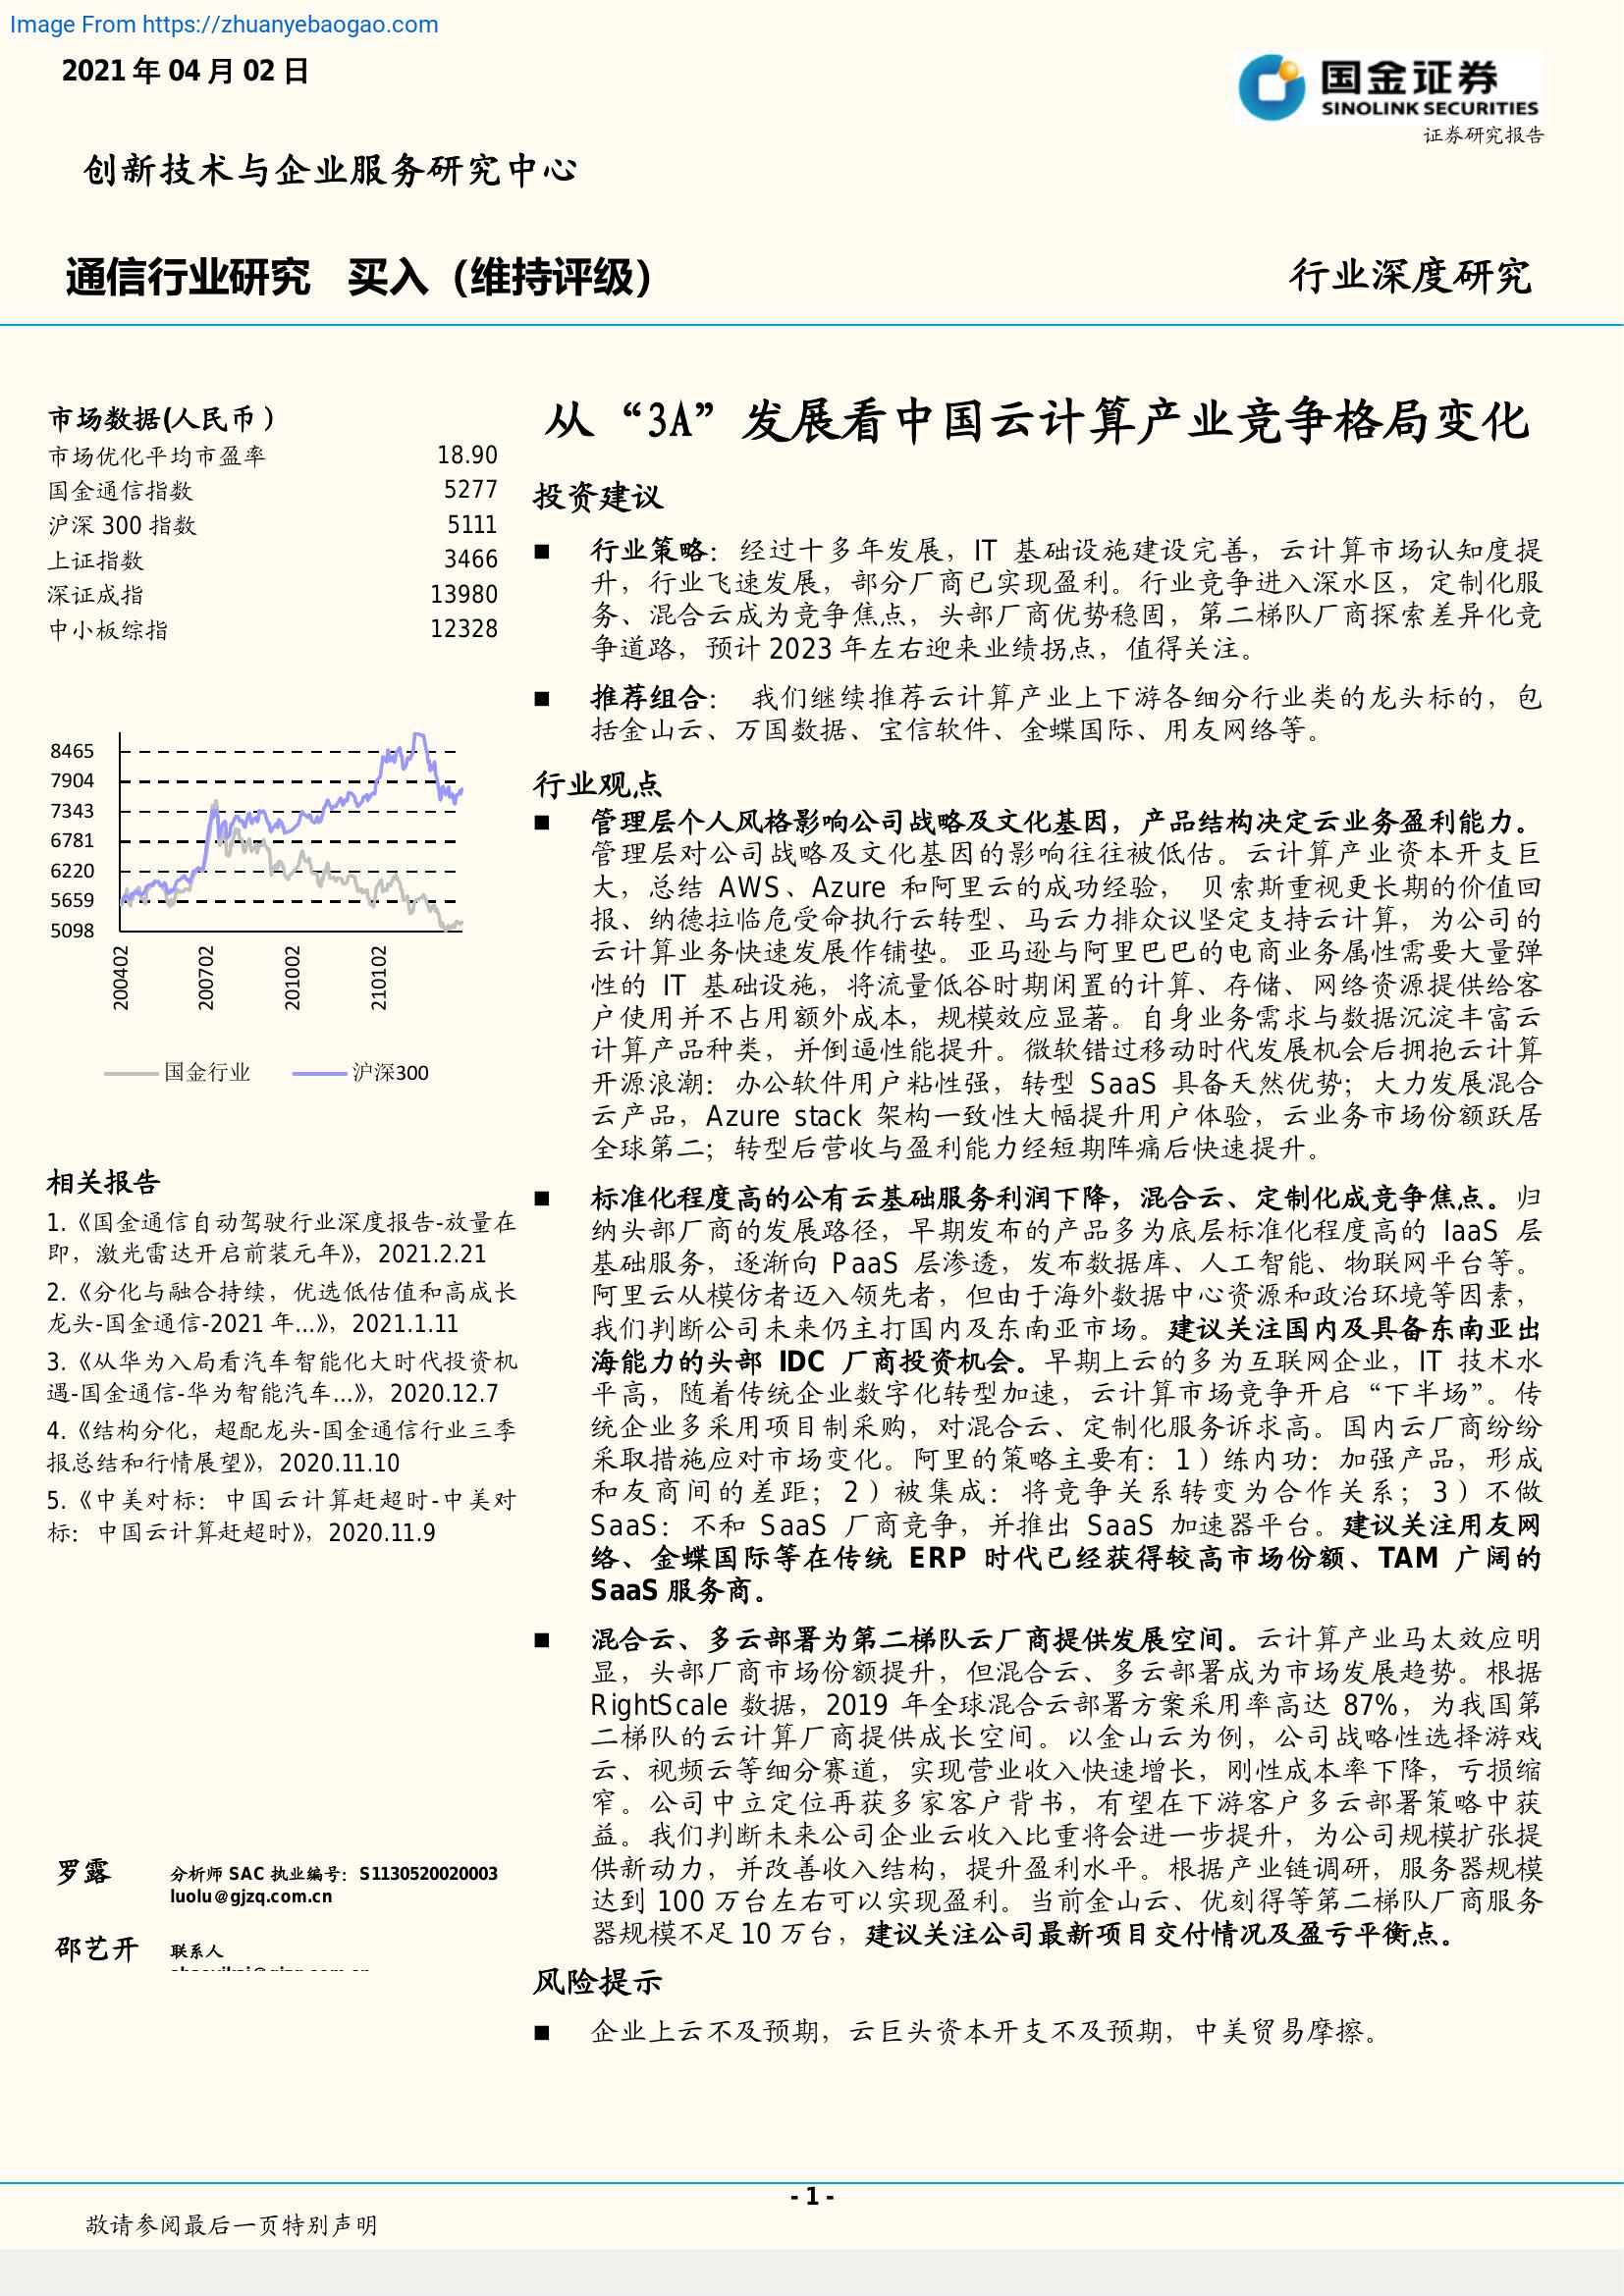 Image From https://zhuanyebaogao.com
2021 年 04 月 02 日
国金证券
SINOLINK SECURITIES
证券研究报告
创新技术与企业服务研究中心
通信行业研究 买入（维持评级）
行业深度研究
市场数据(人民币）
市场优化平均市盈率 18.90
国金通信指数 5277
沪深 300 指数 5111
上证指数 3466
深证成指 13980
中小板综指 12328
8465
7904
7343
6781
6220
5659
5098
200402
200702
201002
210102
国金行业 沪深300
相关报告
1.《国金通信自动驾驶行业深度报告-放量在
即，激光雷达开启前装元年》，2021.2.21
2.《分化与融合持续，优选低估值和高成长
龙头-国金通信-2021 年...》，2021.1.11
3.《从华为入局看汽车智能化大时代投资机
遇-国金通信-华为智能汽车...》，2020.12.7
4.《结构分化，超配龙头-国金通信行业三季
报总结和行情展望》，2020.11.10
5.《中美对标：中国云计算赶超时-中美对
标：中国云计算赶超时》，2020.11.9
罗露 分析师 SAC 执业编号：S1130520020003
luolu@gjzq.com.cn
邵艺开 联系人
从“3A”发展看中国云计算产业竞争格局变化
投资建议
■ 行业策略：经过十多年发展，IT 基础设施建设完善，云计算市场认知度提
升，行业飞速发展，部分厂商已实现盈利。行业竞争进入深水区，定制化服
务、混合云成为竞争焦点，头部厂商优势稳固，第二梯队厂商探索差异化竞
争道路，预计 2023 年左右迎来业绩拐点，值得关注。
■ 推荐组合： 我们继续推荐云计算产业上下游各细分行业类的龙头标的，包
括金山云、万国数据、宝信软件、金蝶国际、用友网络等。
行业观点
■ 管理层个人风格影响公司战略及文化基因，产品结构决定云业务盈利能力。
管理层对公司战略及文化基因的影响往往被低估。云计算产业资本开支巨
大，总结 AWS、Azure 和阿里云的成功经验， 贝索斯重视更长期的价值回
报、纳德拉临危受命执行云转型、马云力排众议坚定支持云计算，为公司的
云计算业务快速发展作铺垫。亚马逊与阿里巴巴的电商业务属性需要大量弹
性的 IT 基础设施，将流量低谷时期闲置的计算、存储、网络资源提供给客
户使用并不占用额外成本，规模效应显著。自身业务需求与数据沉淀丰富云
计算产品种类，并倒逼性能提升。微软错过移动时代发展机会后拥抱云计算
开源浪潮：办公软件用户粘性强，转型 SaaS 具备天然优势；大力发展混合
云产品，Azure stack 架构一致性大幅提升用户体验，云业务市场份额跃居
全球第二；转型后营收与盈利能力经短期阵痛后快速提升。
■ 标准化程度高的公有云基础服务利润下降，混合云、定制化成竞争焦点。归
纳头部厂商的发展路径，早期发布的产品多为底层标准化程度高的 IaaS 层
基础服务，逐渐向 PaaS 层渗透，发布数据库、人工智能、物联网平台等。
阿里云从模仿者迈入领先者，但由于海外数据中心资源和政治环境等因素，
我们判断公司未来仍主打国内及东南亚市场。建议关注国内及具备东南亚出
海能力的头部 IDC 厂商投资机会。早期上云的多为互联网企业，IT 技术水
平高，随着传统企业数字化转型加速，云计算市场竞争开启“下半场”。传
统企业多采用项目制采购，对混合云、定制化服务诉求高。国内云厂商纷纷
采取措施应对市场变化。阿里的策略主要有：1）练内功：加强产品，形成
和友商间的差距；2）被集成：将竞争关系转变为合作关系；3）不做
SaaS：不和 SaaS 厂商竞争，并推出 SaaS 加速器平台。建议关注用友网
络、金蝶国际等在传统 ERP 时代已经获得较高市场份额、TAM 广阔的
SaaS 服务商。
■ 混合云、多云部署为第二梯队云厂商提供发展空间。云计算产业马太效应明
显，头部厂商市场份额提升，但混合云、多云部署成为市场发展趋势。根据
RightScale 数据，2019 年全球混合云部署方案采用率高达 87%，为我国第
二梯队的云计算厂商提供成长空间。以金山云为例，公司战略性选择游戏
云、视频云等细分赛道，实现营业收入快速增长，刚性成本率下降，亏损缩
窄。公司中立定位再获多家客户背书，有望在下游客户多云部署策略中获
益。我们判断未来公司企业云收入比重将会进一步提升，为公司规模扩张提
供新动力，并改善收入结构，提升盈利水平。根据产业链调研，服务器规模
达到 100 万台左右可以实现盈利。当前金山云、优刻得等第二梯队厂商服务
器规模不足 10 万台，建议关注公司最新项目交付情况及盈亏平衡点。
风险提示
■ 企业上云不及预期，云巨头资本开支不及预期，中美贸易摩擦。
- 1 -
敬请参阅最后一页特别声明